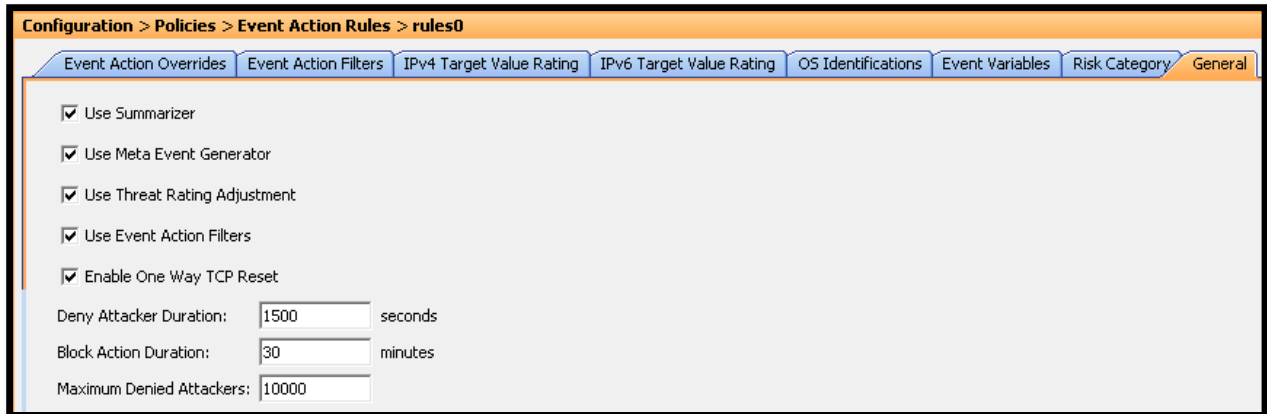 Configuration > Policies > Event Action Rules > rules0
Event Action Overrides Event Action Filters IPv4 Target Value Rating IPv6 Target Value Rating OS Identifications Event Variables Risk Category General
Use Summarizer
Use Meta Event Generator
Use Threat Rating Adjustment
Use Event Action Filters
Enable One Way TCP Reset
Deny Attacker Duration: 1500 seconds
Block Action Duration: 30 minutes
Maximum Denied Attackers: 10000